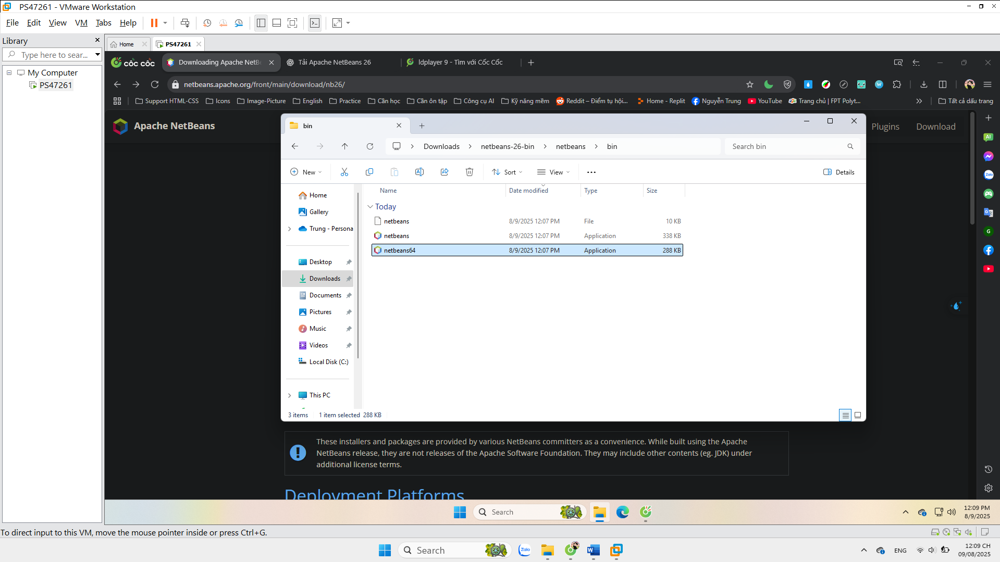 PS47261 - VMware Workstation
File Edit View VM Tabs Help
Library
Type here to sear...
My Computer
PS47261
Home
PS47261
cốc cốc
Downloading Apache NetB
Tải Apache NetBeans 26
ldplayer 9 - Tìm với Cốc Cốc
netbeans.apache.org/front/main/download/nb26/
Support HTML-CSS
Icons
Image-Picture
English
Practice
Cần học
Cần ôn tập
Công cụ AI
Kỹ năng mềm
Reddit – Điểm tụ hội...
Home - Replit
Nguyễn Trung
YouTube
Trang chủ | FPT Polyt...
Tất cả dấu trang
Apache NetBeans
Plugins
Download
bin
Downloads > netbeans-26-bin > netbeans > bin
Search bin
New
Sort
View
Details
Home
Gallery
Trung - Persona
Desktop
Downloads
Documents
Pictures
Music
Videos
Local Disk (C:)
This PC
Name Date modified Type Size
Today
netbeans 8/9/2025 12:07 PM File 10 KB
netbeans 8/9/2025 12:07 PM Application 338 KB
netbeans64 8/9/2025 12:07 PM Application 288 KB
3 items 1 item selected 288 KB
AI
Zalo
G
These installers and packages are provided by various NetBeans committers as a convenience. While built using the Apache
NetBeans release, they are not releases of the Apache Software Foundation. They may include other contents (eg. JDK) under
additional license terms.
Deployment Platforms
Search
12:09 PM
8/9/2025
To direct input to this VM, move the mouse pointer inside or press Ctrl+G.
Search
Zalo
ENG
12:09 CH
09/08/2025